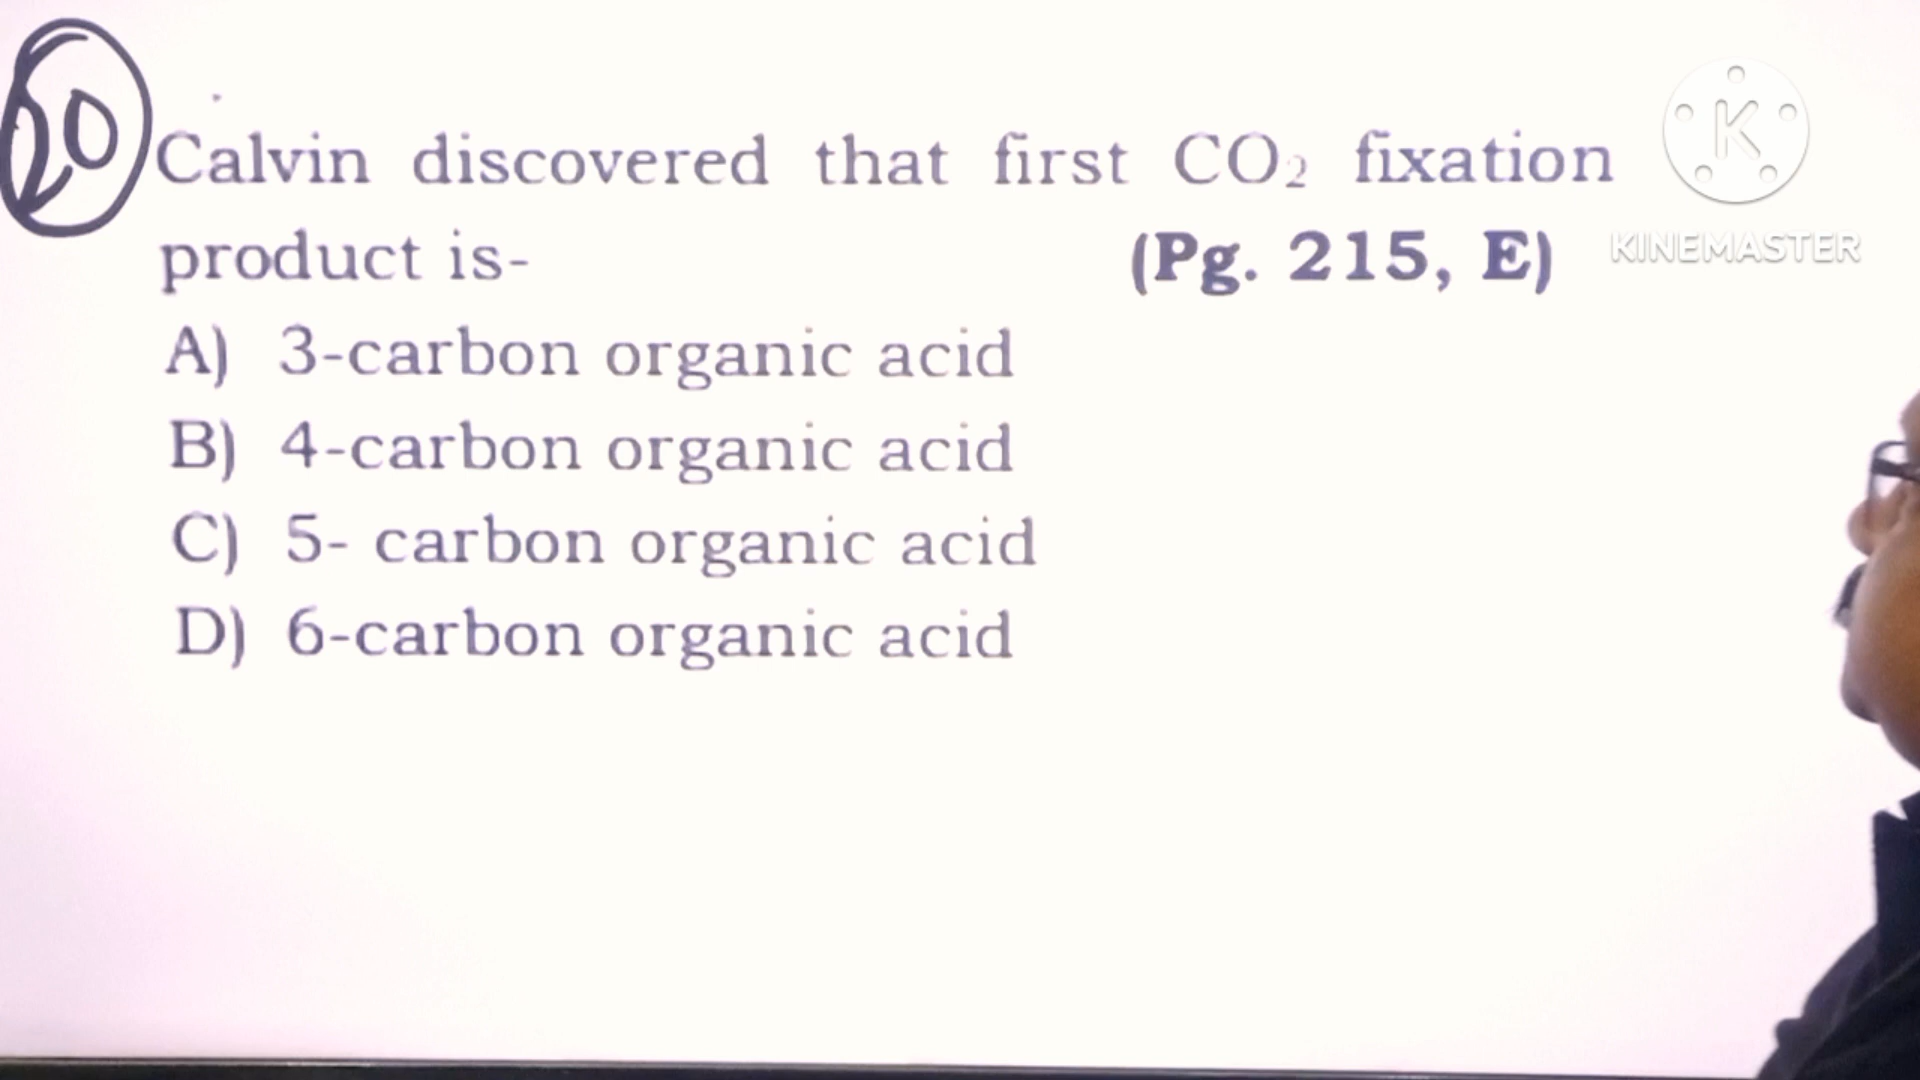 20
Calvin discovered that first CO₂ fixation
product is- (Pg. 215, E)
A) 3-carbon organic acid
B) 4-carbon organic acid
C) 5- carbon organic acid
D) 6-carbon organic acid
K
KINEMASTER